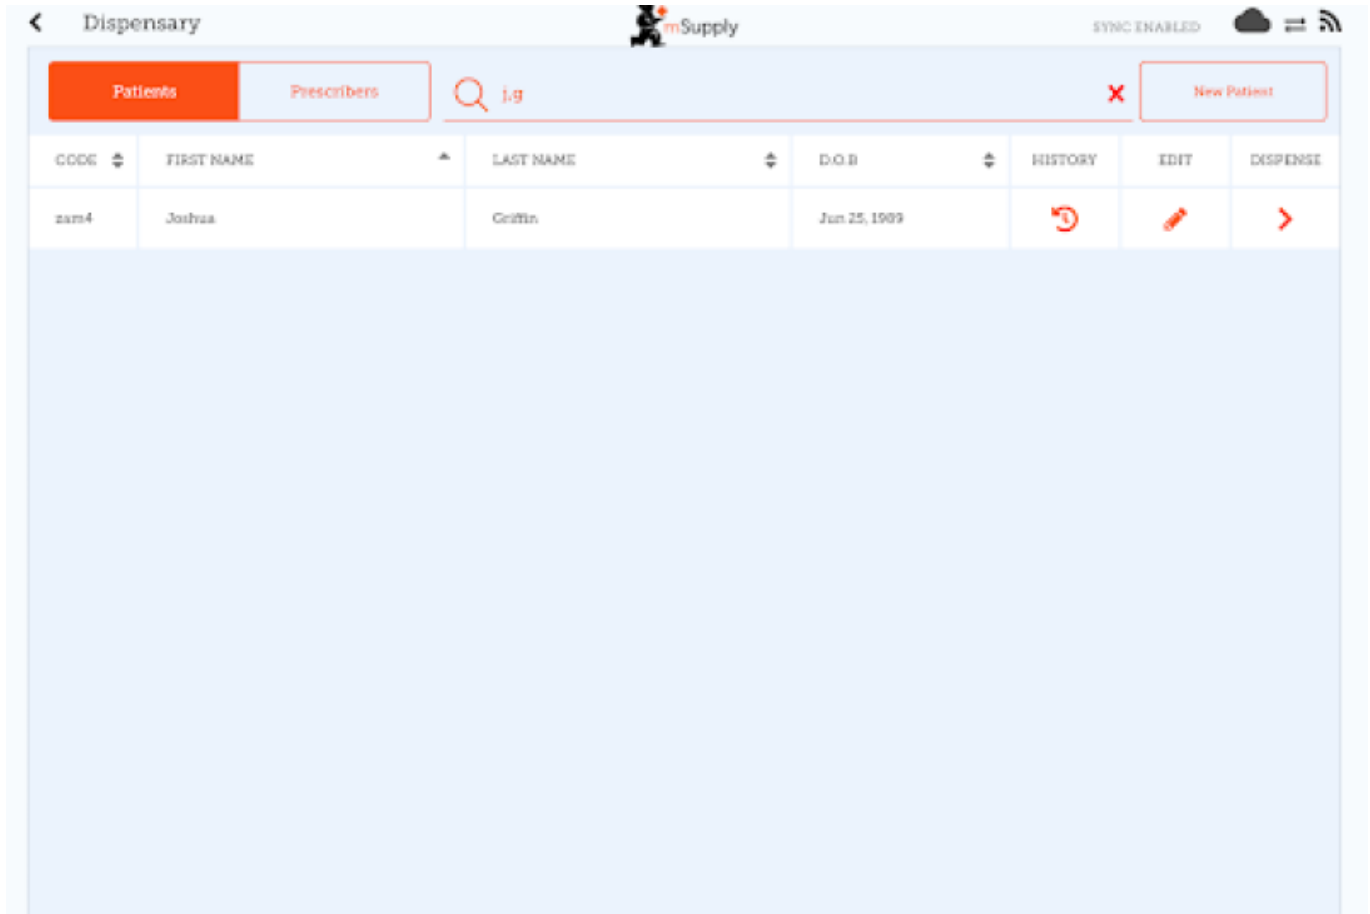 Dispensary mSupply SYNC ENABLED
Patients Prescribers j,g New Patient
CODE FIRST NAME LAST NAME D.O.B HISTORY EDIT DISPENSE
zam4 Joshua Griffin Jun 25, 1989